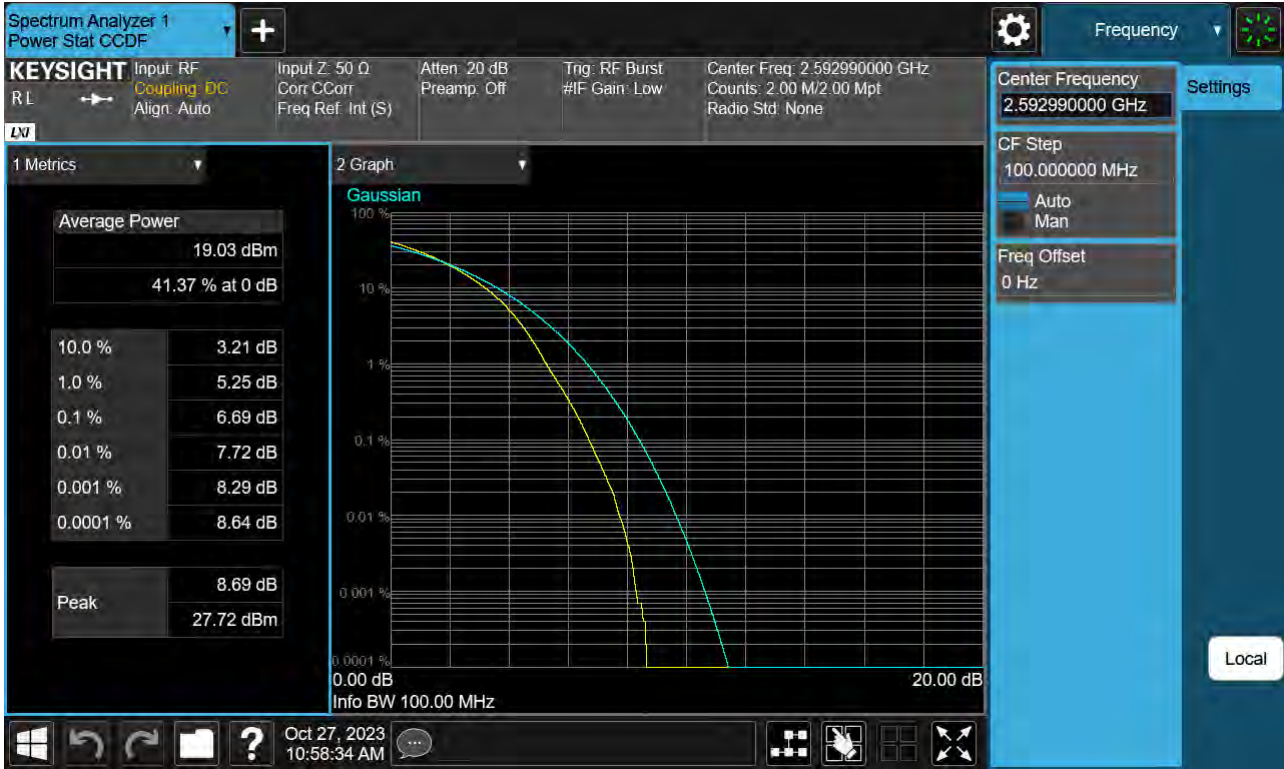 Spectrum Analyzer 1
Power Stat CCDF
Frequency
KEYSIGHT
RL
LXI
Input: RF
Coupling: DC
Align: Auto
Input Z: 50 Ω
Corr CCorr
Freq Ref: Int (S)
Atten: 20 dB
Preamp: Off
Trig: RF Burst
#IF Gain: Low
Center Freq: 2.592990000 GHz
Counts: 2.00 M/2.00 Mpt
Radio Std: None
Center Frequency
2.592990000 GHz
Settings
CF Step
100.000000 MHz
Auto
Man
Freq Offset
0 Hz
1 Metrics
Average Power
19.03 dBm
41.37 % at 0 dB
10.0 % 3.21 dB
1.0 % 5.25 dB
0.1 % 6.69 dB
0.01 % 7.72 dB
0.001 % 8.29 dB
0.0001 % 8.64 dB
Peak
8.69 dB
27.72 dBm
2 Graph
Gaussian
100 %
10 %
1 %
0.1 %
0.01 %
0.001 %
0.0001 %
0.00 dB 20.00 dB
Info BW 100.00 MHz
Local
?
Oct 27, 2023
10:58:34 AM